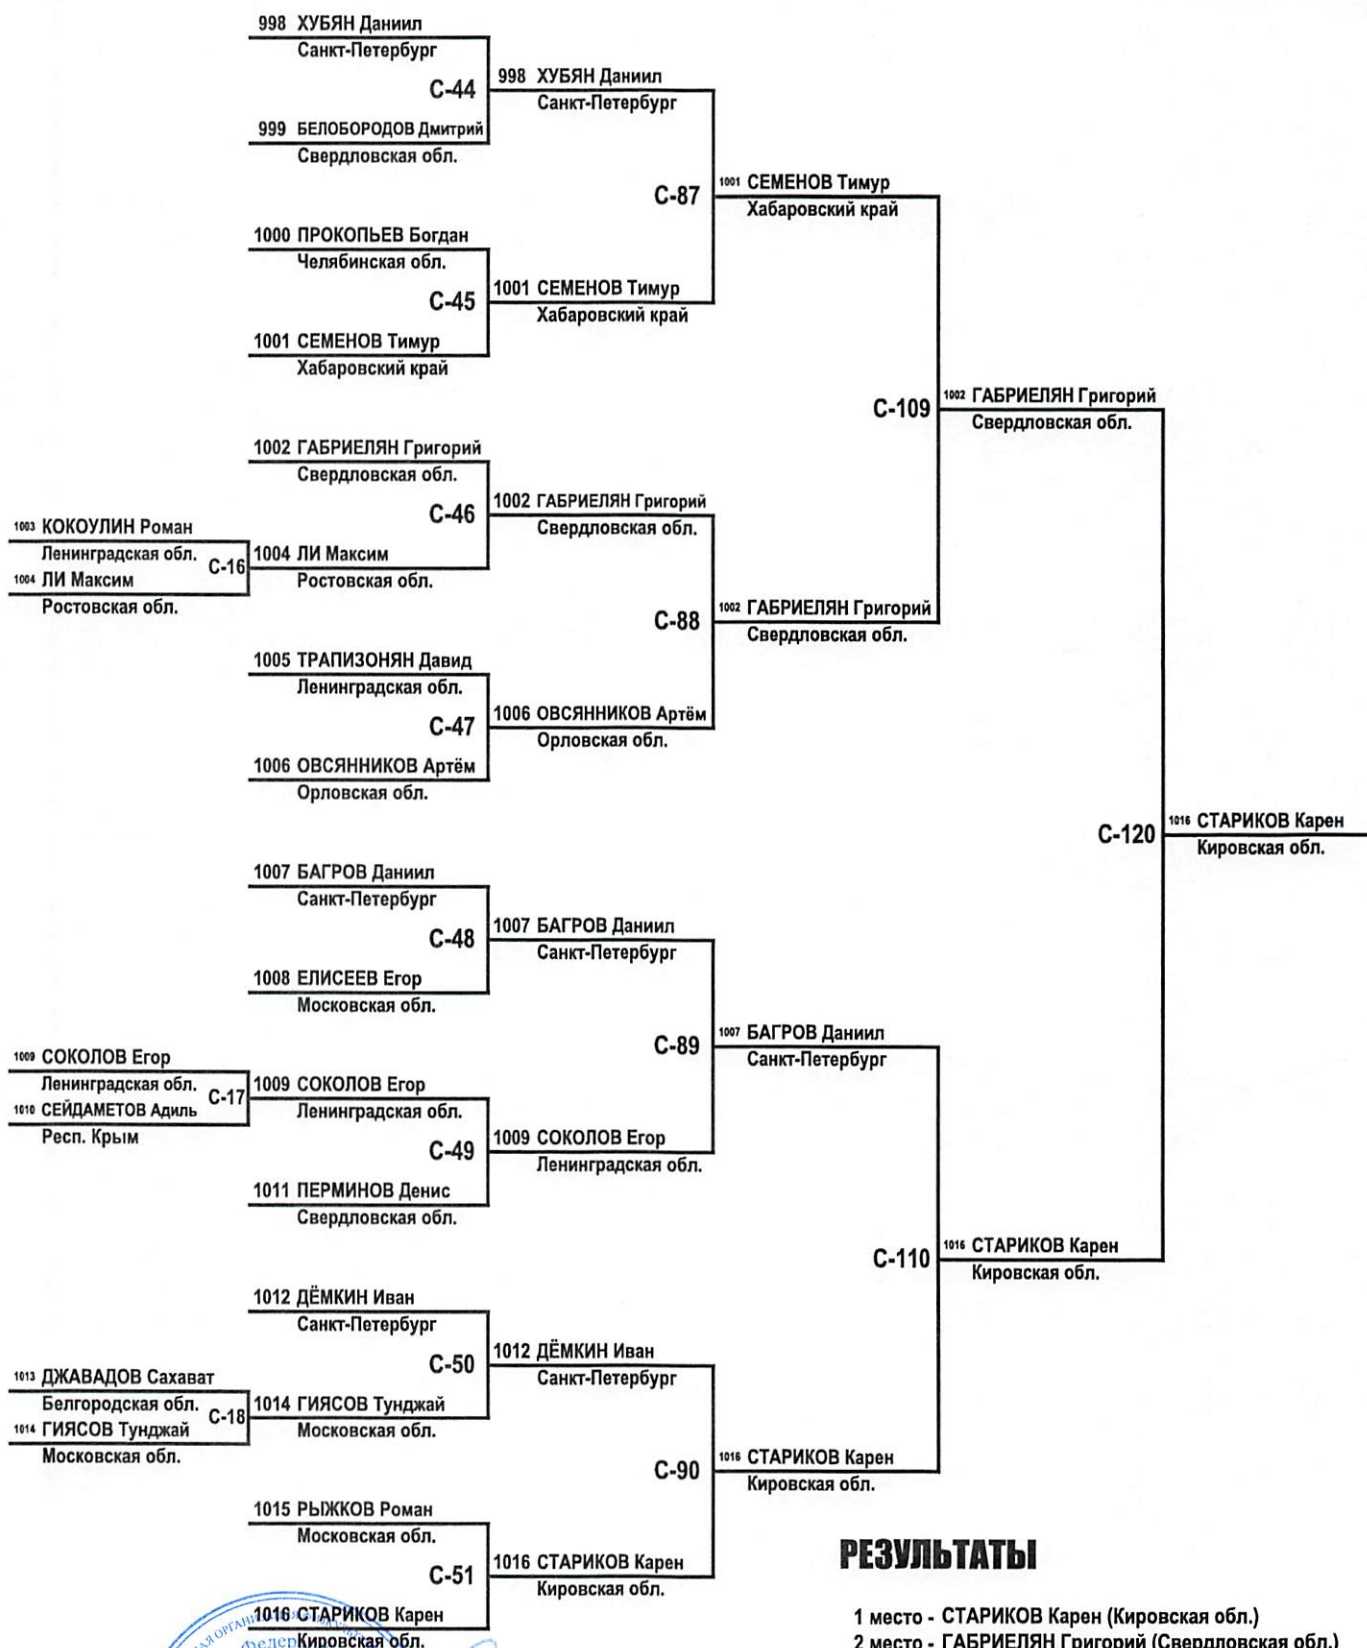 998 ХУБЯН Даниил
Санкт-Петербург
С-44
998 ХУБЯН Даниил
Санкт-Петербург
999 БЕЛОБОРОДОВ Дмитрий
Свердловская обл.
С-87
1001 СЕМЕНОВ Тимур
Хабаровский край
1000 ПРОКОПЬЕВ Богдан
Челябинская обл.
С-45
1001 СЕМЕНОВ Тимур
Хабаровский край
1001 СЕМЕНОВ Тимур
Хабаровский край
С-109
1002 ГАБРИЕЛЯН Григорий
Свердловская обл.
1002 ГАБРИЕЛЯН Григорий
Свердловская обл.
С-46
1002 ГАБРИЕЛЯН Григорий
Свердловская обл.
1003 КОКОУЛИН Роман
Ленинградская обл.
С-16
1004 ЛИ Максим
Ростовская обл.
1004 ЛИ Максим
Ростовская обл.
С-88
1002 ГАБРИЕЛЯН Григорий
Свердловская обл.
1005 ТРАПИЗОНЯН Давид
Ленинградская обл.
С-47
1006 ОВСЯННИКОВ Артём
Орловская обл.
1006 ОВСЯННИКОВ Артём
Орловская обл.
С-120
1016 СТАРИКОВ Карен
Кировская обл.
1007 БАГРОВ Даниил
Санкт-Петербург
С-48
1007 БАГРОВ Даниил
Санкт-Петербург
1008 ЕЛИСЕЕВ Егор
Московская обл.
С-89
1007 БАГРОВ Даниил
Санкт-Петербург
1009 СОКОЛОВ Егор
Ленинградская обл.
С-17
1010 СЕЙДАМЕТОВ Адиль
Респ. Крым
1009 СОКОЛОВ Егор
Ленинградская обл.
С-49
1009 СОКОЛОВ Егор
Ленинградская обл.
1011 ПЕРМИНОВ Денис
Свердловская обл.
С-110
1016 СТАРИКОВ Карен
Кировская обл.
1012 ДЁМКИН Иван
Санкт-Петербург
С-50
1012 ДЁМКИН Иван
Санкт-Петербург
1013 ДЖАВАДОВ Сахават
Белгородская обл.
С-18
1014 ГИЯСОВ Тунджай
Московская обл.
1014 ГИЯСОВ Тунджай
Московская обл.
С-90
1016 СТАРИКОВ Карен
Кировская обл.
1015 РЫЖКОВ Роман
Московская обл.
С-51
1016 СТАРИКОВ Карен
Кировская обл.
1016 СТАРИКОВ Карен
Кировская обл.
РЕЗУЛЬТАТЫ
1 место - СТАРИКОВ Карен (Кировская обл.)
2 место - ГАБРИЕЛЯН Григорий (Свердловская обл.)